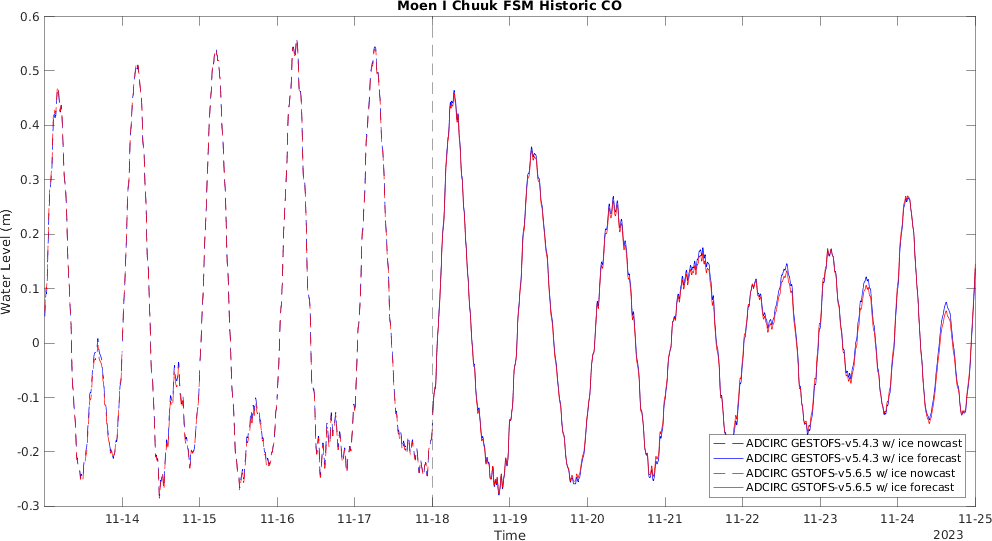 Moen I Chuuk FSM Historic CO
0.6
0.5
0.4
0.3
0.2
0.1
0
-0.1
-0.2
-0.3
Water Level (m)
ADCIRC GESTOFS-v5.4.3 w/ ice nowcast
ADCIRC GESTOFS-v5.4.3 w/ ice forecast
ADCIRC GSTOFS-v5.6.5 w/ ice nowcast
ADCIRC GSTOFS-v5.6.5 w/ ice forecast
11-14 11-15 11-16 11-17 11-18 11-19 11-20 11-21 11-22 11-23 11-24 11-25
Time
2023